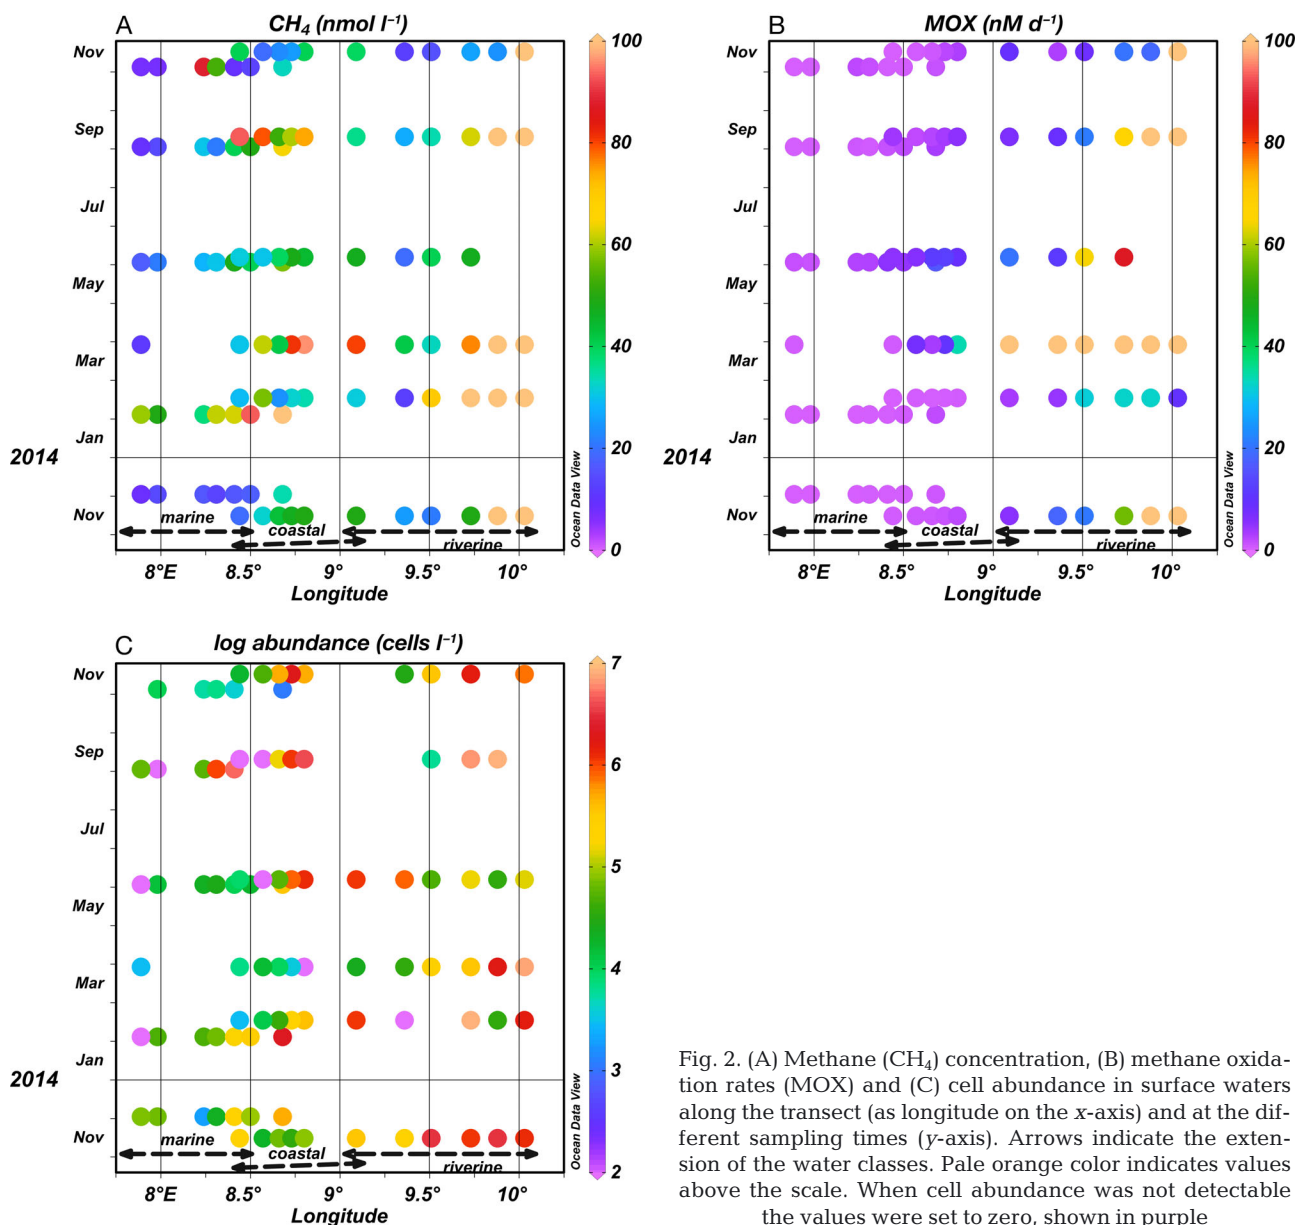 A
CH₄ (nmol l⁻¹)
Nov
Sep
Jul
May
Mar
Jan
2014
Nov
marine
coastal
riverine
8°E
8.5°
9°
9.5°
10°
Longitude
100
80
60
40
20
0
Ocean Data View
B
MOX (nM d⁻¹)
Nov
Sep
Jul
May
Mar
Jan
2014
Nov
marine
coastal
riverine
8°E
8.5°
9°
9.5°
10°
Longitude
100
80
60
40
20
0
Ocean Data View
C
log abundance (cells l⁻¹)
Nov
Sep
Jul
May
Mar
Jan
2014
Nov
marine
coastal
riverine
8°E
8.5°
9°
9.5°
10°
Longitude
7
6
5
4
3
2
Ocean Data View
Fig. 2. (A) Methane (CH₄) concentration, (B) methane oxida-
tion rates (MOX) and (C) cell abundance in surface waters
along the transect (as longitude on the x-axis) and at the dif-
ferent sampling times (y-axis). Arrows indicate the exten-
sion of the water classes. Pale orange color indicates values
above the scale. When cell abundance was not detectable
the values were set to zero, shown in purple